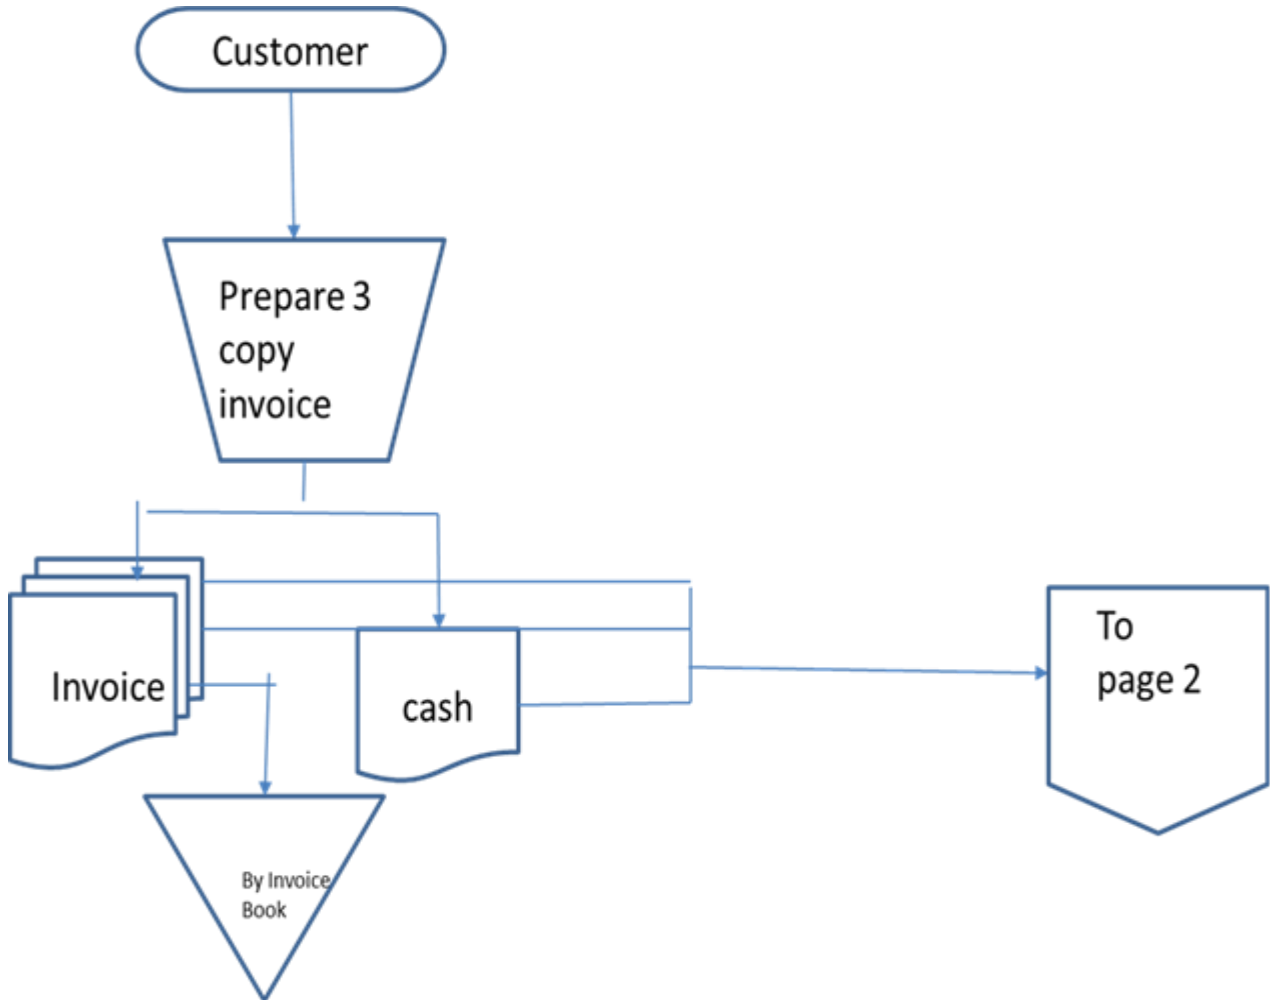 Customer
Prepare 3
copy
invoice
Invoice
cash
To
page 2
By Invoice
Book